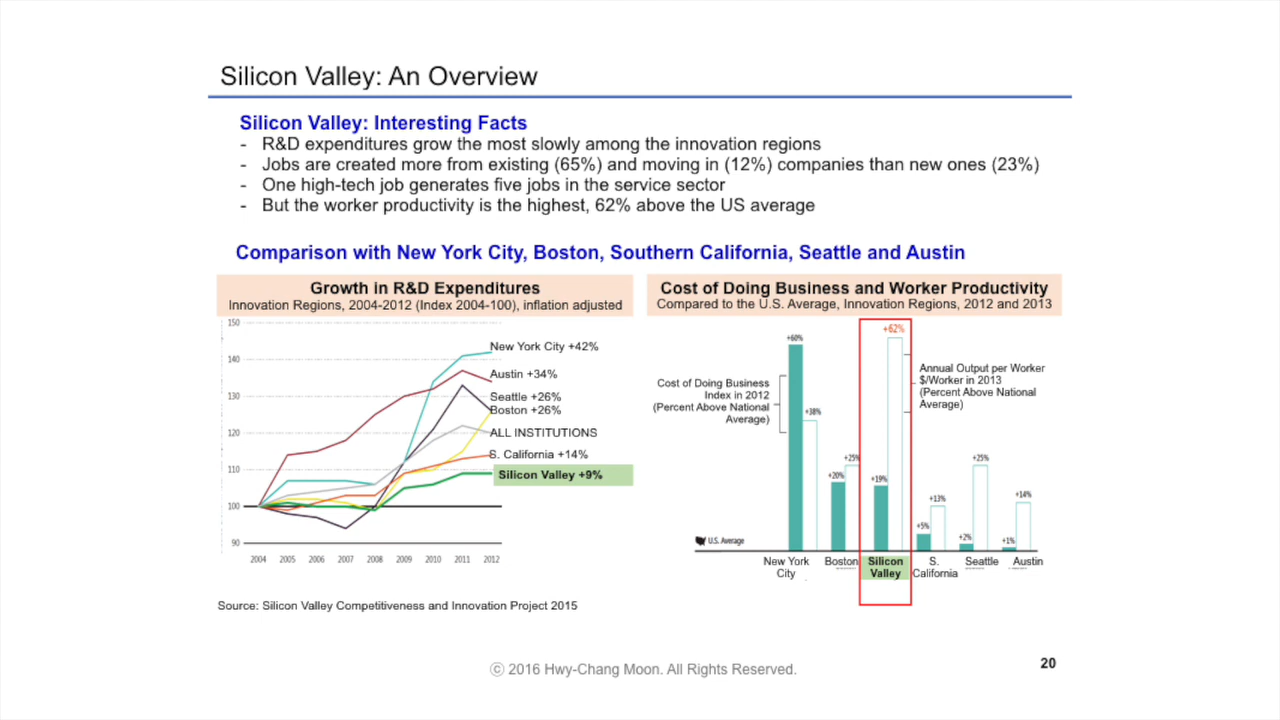 Silicon Valley: An Overview
Silicon Valley: Interesting Facts
- R&D expenditures grow the most slowly among the innovation regions
- Jobs are created more from existing (65%) and moving in (12%) companies than new ones (23%)
- One high-tech job generates five jobs in the service sector
- But the worker productivity is the highest, 62% above the US average
Comparison with New York City, Boston, Southern California, Seattle and Austin
Growth in R&D Expenditures
Innovation Regions, 2004-2012 (Index 2004-100), inflation adjusted
150
140
130
120
110
100
90
2004 2005 2006 2007 2008 2009 2010 2011 2012
New York City +42%
Austin +34%
Seattle +26%
Boston +26%
ALL INSTITUTIONS
S. California +14%
Silicon Valley +9%
Cost of Doing Business and Worker Productivity
Compared to the U.S. Average, Innovation Regions, 2012 and 2013
Cost of Doing Business
Index in 2012
(Percent Above National
Average)
+60%
+38%
+20%
+25%
+19%
+62%
+5%
+13%
+2%
+25%
+1%
+14%
Annual Output per Worker
$/Worker in 2013
(Percent Above National
Average)
U.S. Average
New York
City
Boston
Silicon
Valley
S.
California
Seattle
Austin
Source: Silicon Valley Competitiveness and Innovation Project 2015
ⓒ 2016 Hwy-Chang Moon. All Rights Reserved.
20